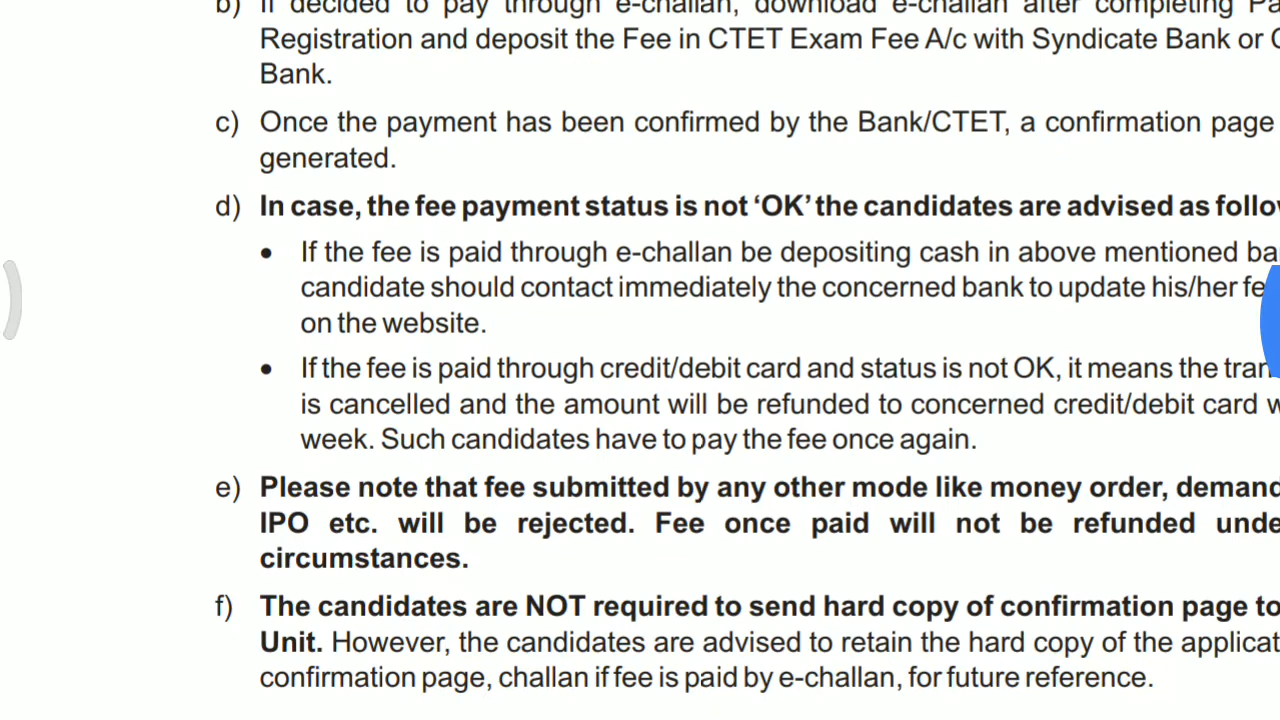 b) If decided to pay through e-challan, download e-challan after completing
Registration and deposit the Fee in CTET Exam Fee A/c with Syndicate Bank or
Bank.
c) Once the payment has been confirmed by the Bank/CTET, a confirmation page
generated.
d) In case, the fee payment status is not ‘OK’ the candidates are advised as
• If the fee is paid through e-challan be depositing cash in above mentioned
candidate should contact immediately the concerned bank to update his/her
on the website.
• If the fee is paid through credit/debit card and status is not OK, it means the
is cancelled and the amount will be refunded to concerned credit/debit card
week. Such candidates have to pay the fee once again.
e) Please note that fee submitted by any other mode like money order, demand
IPO etc. will be rejected. Fee once paid will not be refunded
circumstances.
f) The candidates are NOT required to send hard copy of confirmation page to
Unit. However, the candidates are advised to retain the hard copy of the
confirmation page, challan if fee is paid by e-challan, for future reference.